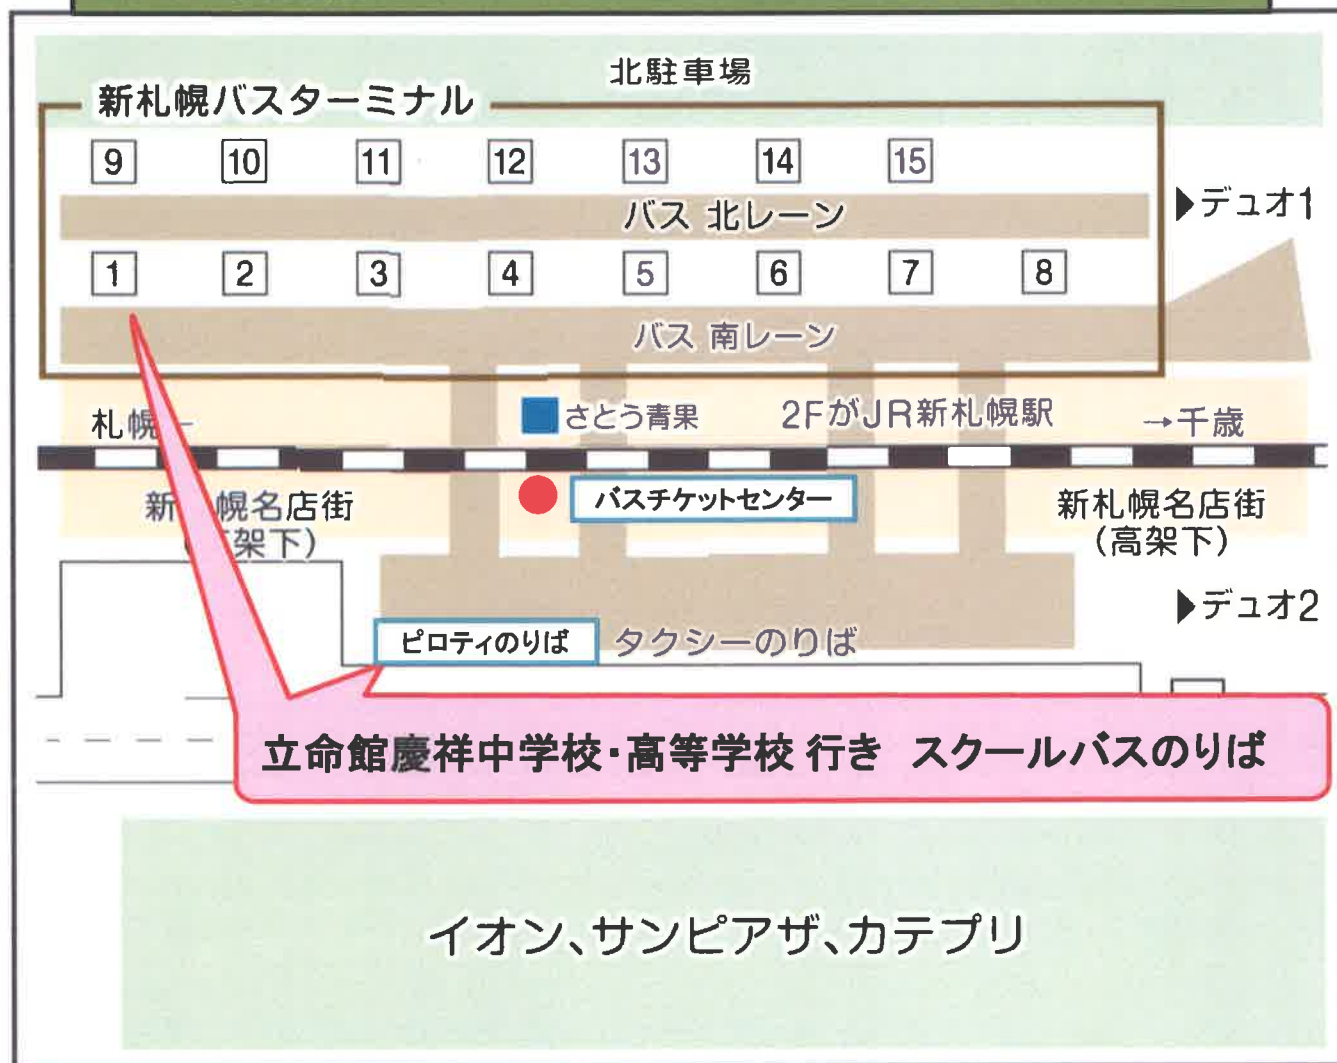 北駐車場
新札幌バスターミナル
9 10 11 12 13 14 15
バス 北レーン
▶デュオ1
1 2 3 4 5 6 7 8
バス 南レーン
さとう青果
2FがJR新札幌駅
札幌
→千歳
バスチケットセンター
新 幌名店街
架下)
新札幌名店街
(高架下)
▶デュオ2
ピロティのりば
タクシーのりば
立命館慶祥中学校・高等学校 行き スクールバスのりば
イオン、サンピアザ、カテプリ